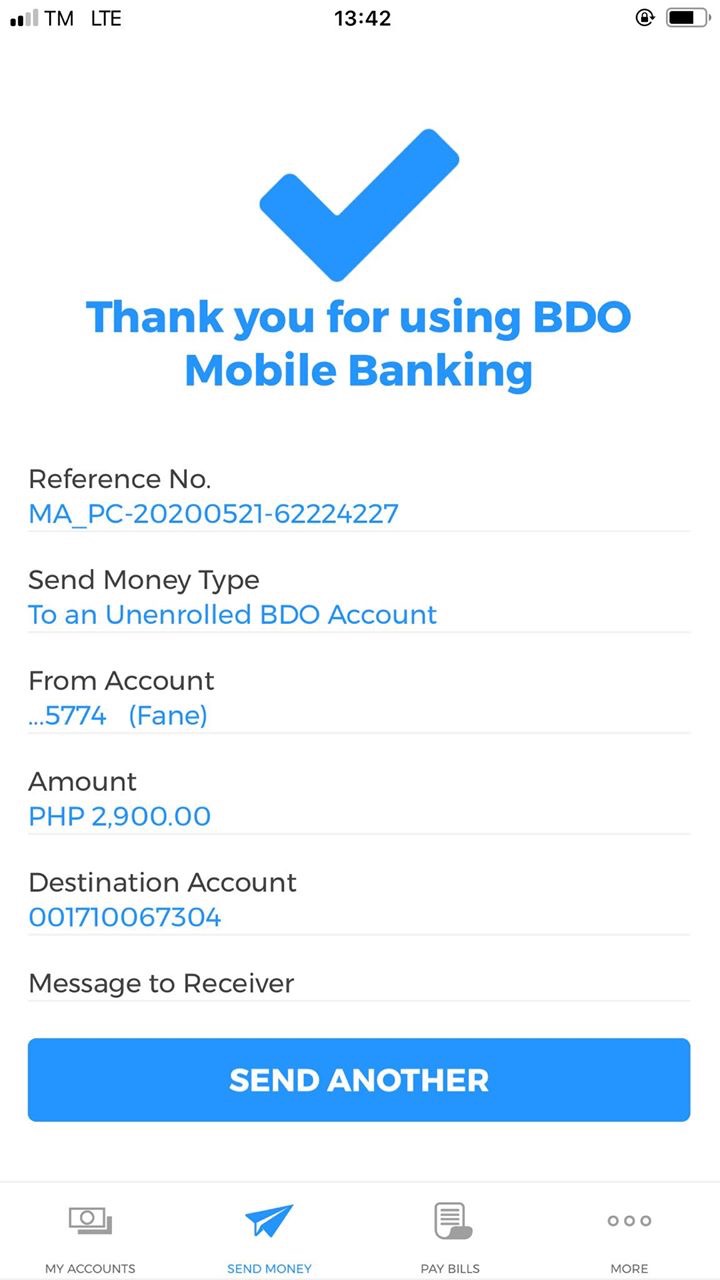 TM LTE 13:42
Thank you for using BDO
Mobile Banking
Reference No.
MA_PC-20200521-62224227
Send Money Type
To an Unenrolled BDO Account
From Account
...5774 (Fane)
Amount
PHP 2,900.00
Destination Account
001710067304
Message to Receiver
SEND ANOTHER
MY ACCOUNTS SEND MONEY PAY BILLS MORE